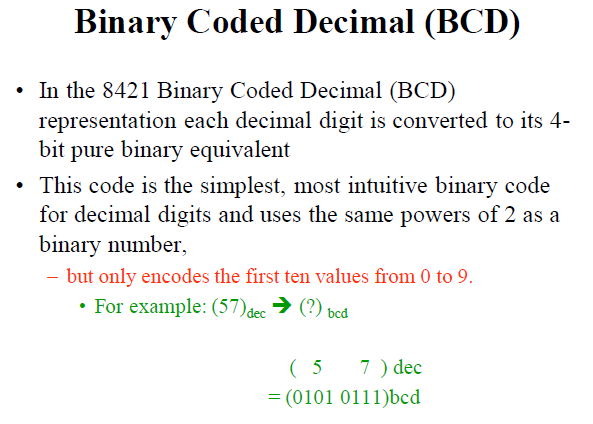 Binary Coded Decimal (BCD)
• In the 8421 Binary Coded Decimal (BCD)
representation each decimal digit is converted to its 4-
bit pure binary equivalent
• This code is the simplest, most intuitive binary code
for decimal digits and uses the same powers of 2 as a
binary number,
– but only encodes the first ten values from 0 to 9.
• For example: (57)dec ➔ (?) bcd
( 5 7 ) dec
= (0101 0111)bcd